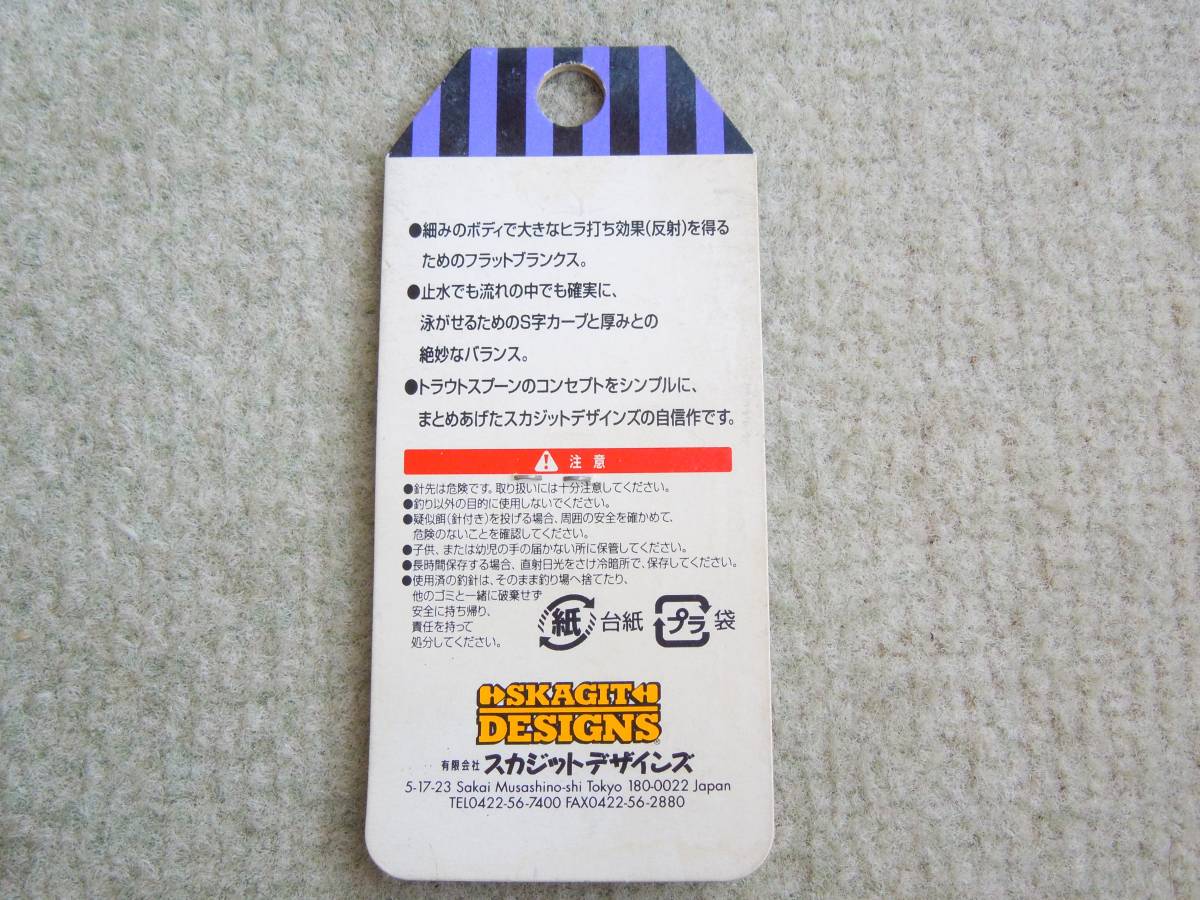 ●細みのボディで大きなヒラ打ち効果(反射)を得る
ためのフラットブランクス。
●止水でも流れの中でも確実に、
泳がせるためのS字カーブと厚みとの
絶妙なバランス。
●トラウトスプーンのコンセプトをシンプルに、
まとめあげたスカジットデザインズの自信作です。
注意
●針先は危険です。取り扱いには十分注意してください。
●釣り以外の目的に使用しないでください。
●疑似餌(針付き)を投げる場合、周囲の安全を確かめて、
危険のないことを確認してください。
●子供、または幼児の手の届かない所に保管してください。
●長時間保存する場合、直射日光をさけ冷暗所で、保存してください。
●使用済の釣針は、そのまま釣り場へ捨てたり、
他のゴミと一緒に破棄せず
安全に持ち帰り、
責任を持って
処分してください。
紙 台紙 プラ 袋
SKAGIT
DESIGNS®
有限会社 スカジットデザインズ
5-17-23 Sakai Musashino-shi Tokyo 180-0022 Japan
TEL0422-56-7400 FAX0422-56-2880